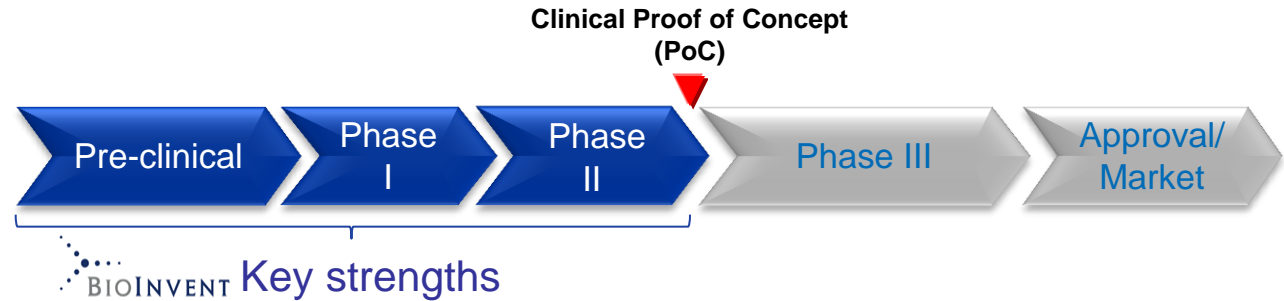 Clinical Proof of Concept
(PoC)
Pre-clinical
Phase
I
Phase
II
Phase III
Approval/
Market
BIOINVENT Key strengths